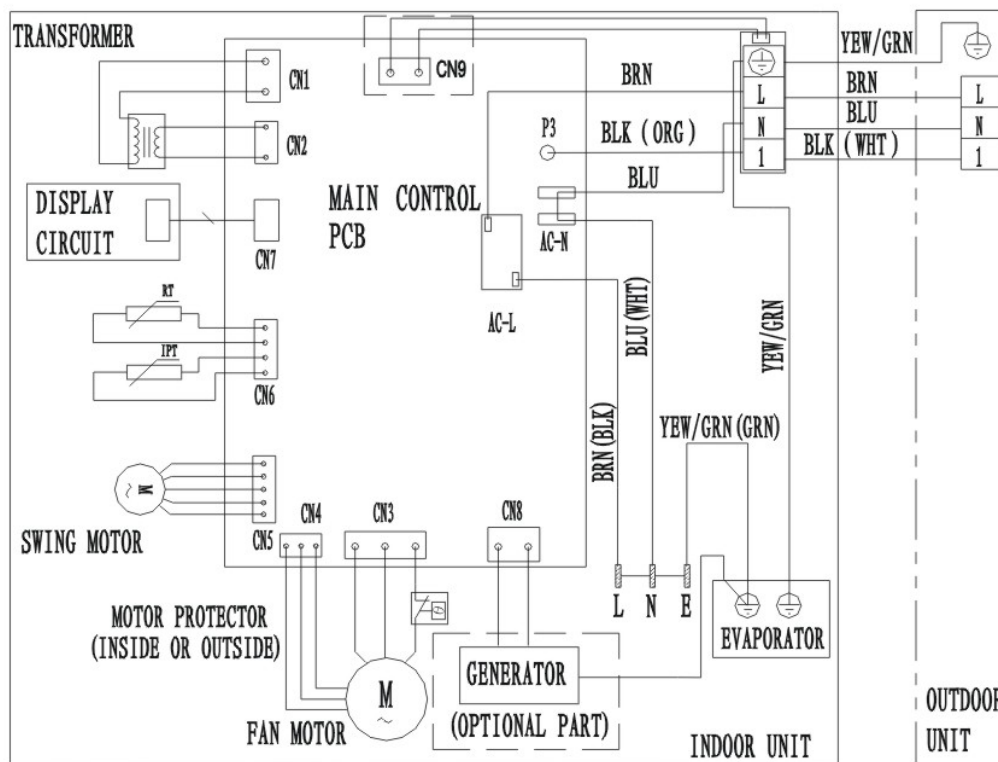 TRANSFORMER
CN1
CN2
CN9
BRN
P3
BLK (ORG)
BLU
L
N
1
YEW/GRN
BRN
BLU
BLK (WHT)
L
N
1
DISPLAY
CIRCUIT
CN7
MAIN CONTROL
PCB
AC-N
AC-L
RT
IPT
CN6
BLU(WHT)
YEW/GRN
BRN(BLK)
YEW/GRN(GRN)
M
~
SWING MOTOR
CN5
CN4
CN3
CN8
L N E
MOTOR PROTECTOR
(INSIDE OR OUTSIDE)
M
~
FAN MOTOR
GENERATOR
(OPTIONAL PART)
EVAPORATOR
INDOOR UNIT
OUTDOOR
UNIT